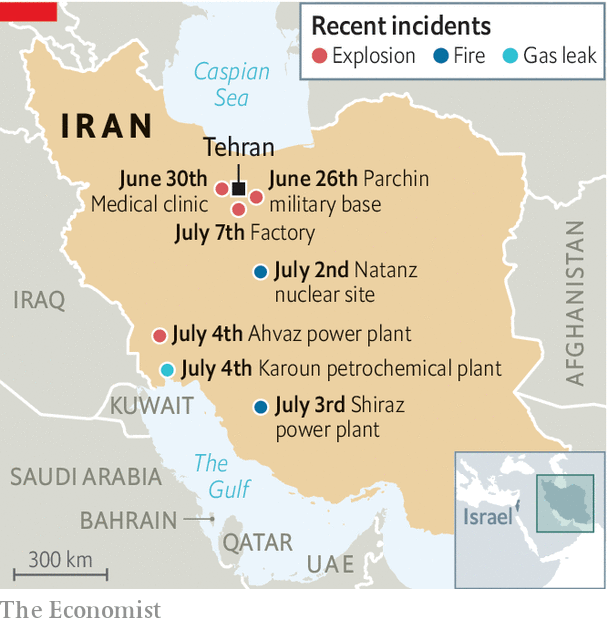 Recent incidents
Explosion Fire Gas leak
Caspian
Sea
IRAN
Tehran
June 30th
Medical clinic
June 26th Parchin
military base
July 7th Factory
July 2nd Natanz
nuclear site
IRAQ
AFGHANISTAN
July 4th Ahvaz power plant
July 4th Karoun petrochemical plant
KUWAIT
July 3rd Shiraz
power plant
The
Gulf
SAUDI ARABIA
BAHRAIN
QATAR
UAE
Israel
300 km
The Economist